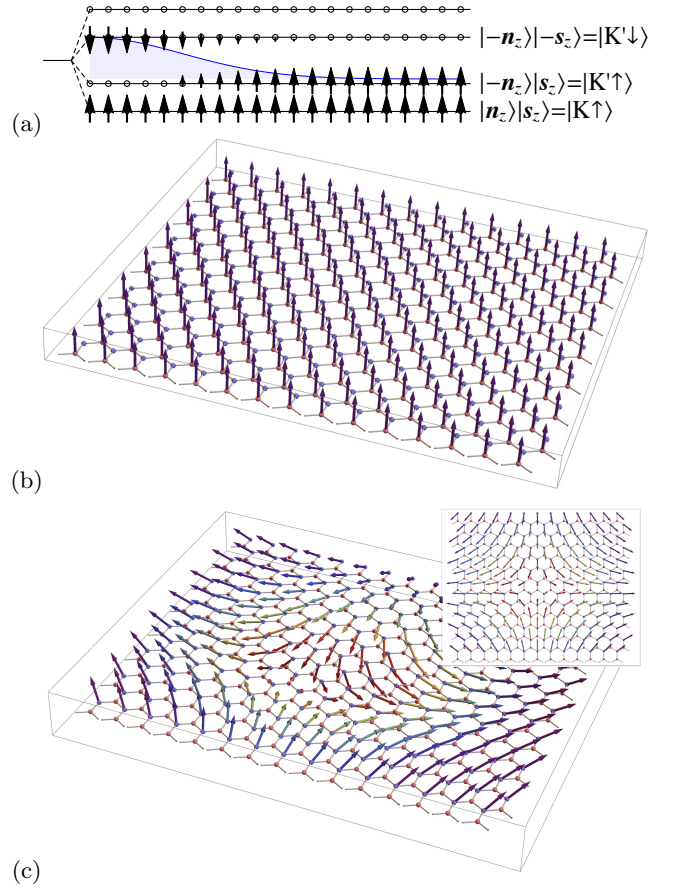 |−n_z⟩|−s_z⟩=|K'↓⟩
|−n_z⟩|s_z⟩=|K'↑⟩
|n_z⟩|s_z⟩=|K↑⟩
(a)
(b)
(c)